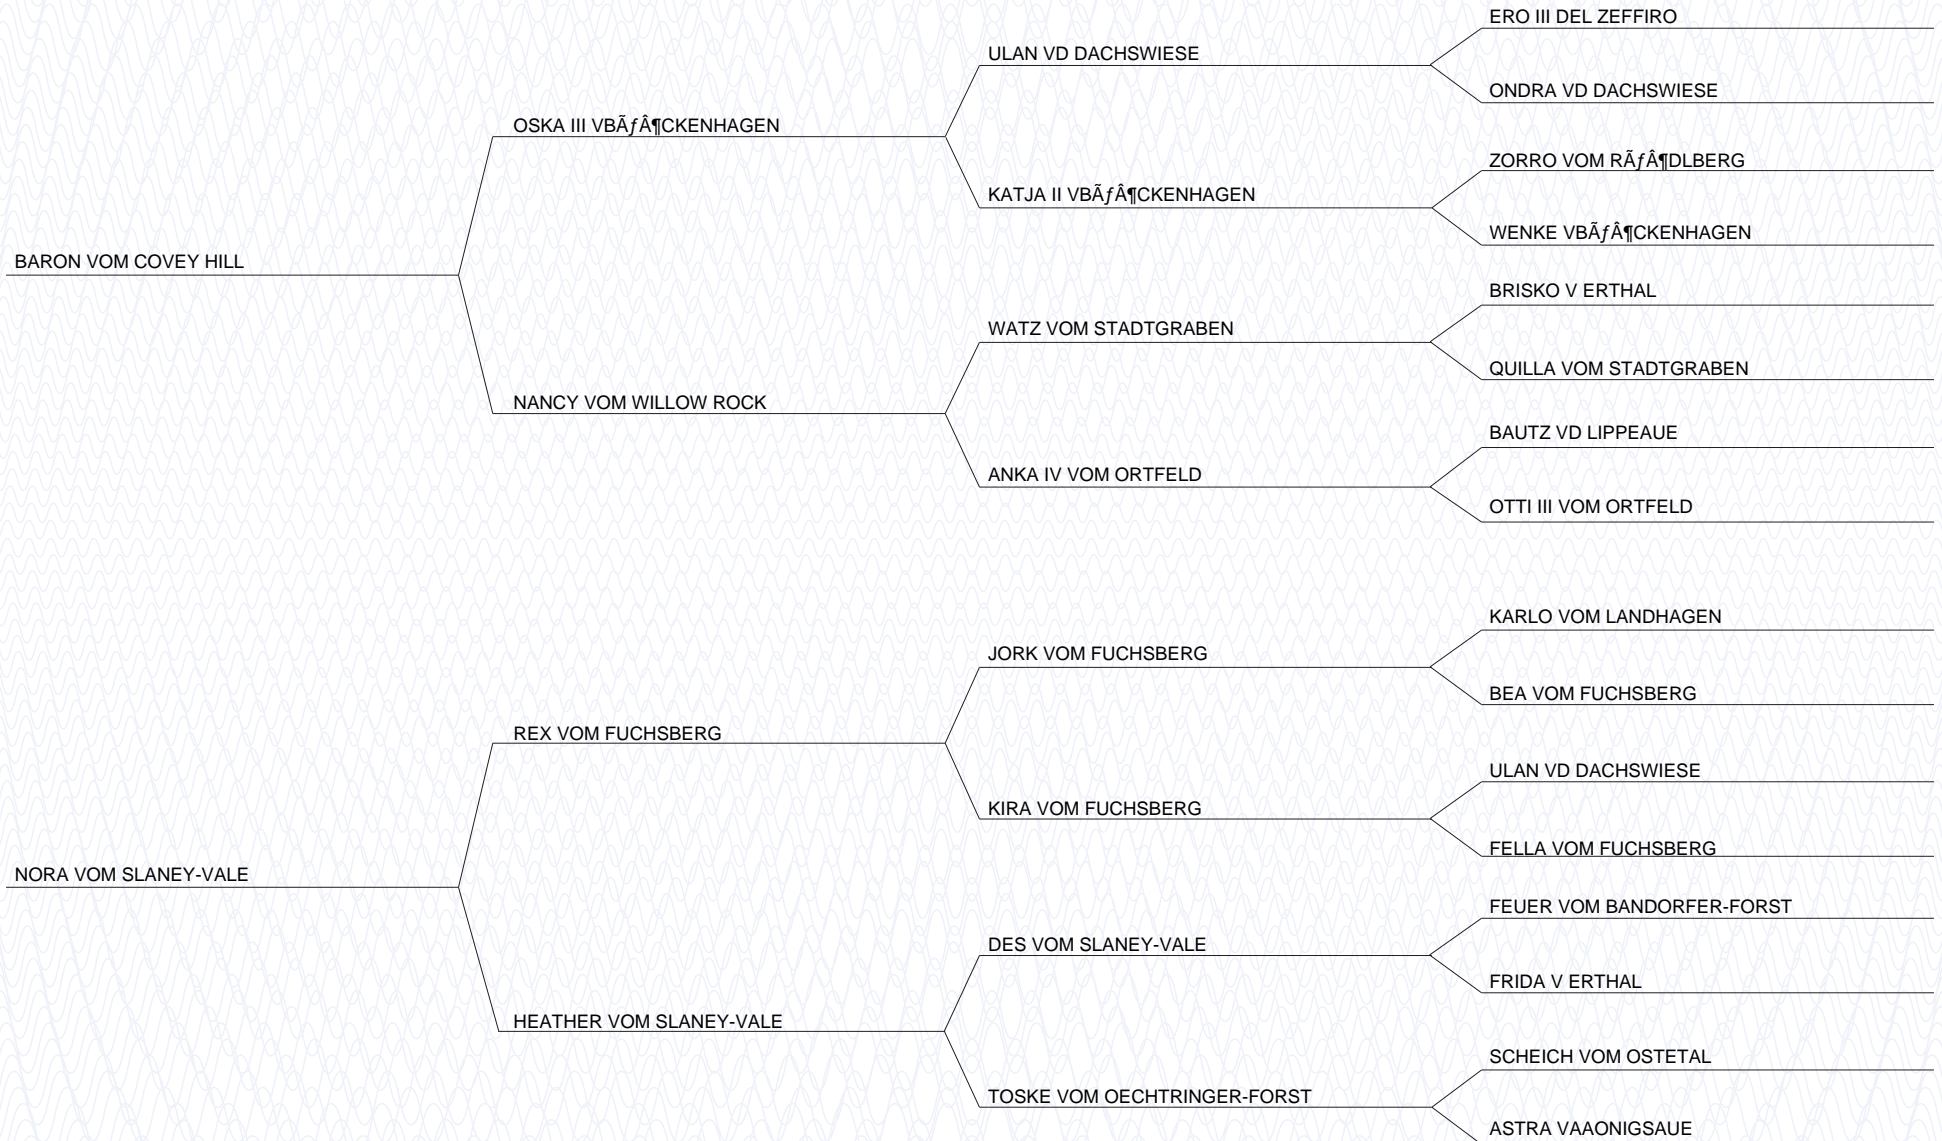 ERO III DEL ZEFFIRO
ULAN VD DACHSWIESE
ONDRA VD DACHSWIESE
OSKA III VBÃƒÂ¶CKENHAGEN
ZORRO VOM RÃƒÂ¶DLBERG
KATJA II VBÃƒÂ¶CKENHAGEN
WENKE VBÃƒÂ¶CKENHAGEN
BARON VOM COVEY HILL
BRISKO V ERTHAL
WATZ VOM STADTGRABEN
QUILLA VOM STADTGRABEN
NANCY VOM WILLOW ROCK
BAUTZ VD LIPPEAUE
ANKA IV VOM ORTFELD
OTTI III VOM ORTFELD
KARLO VOM LANDHAGEN
JORK VOM FUCHSBERG
BEA VOM FUCHSBERG
REX VOM FUCHSBERG
ULAN VD DACHSWIESE
KIRA VOM FUCHSBERG
FELLA VOM FUCHSBERG
NORA VOM SLANEY-VALE
FEUER VOM BANDORFER-FORST
DES VOM SLANEY-VALE
FRIDA V ERTHAL
HEATHER VOM SLANEY-VALE
SCHEICH VOM OSTETAL
TOSKE VOM OECHTRINGER-FORST
ASTRA VAAONIGSAUE